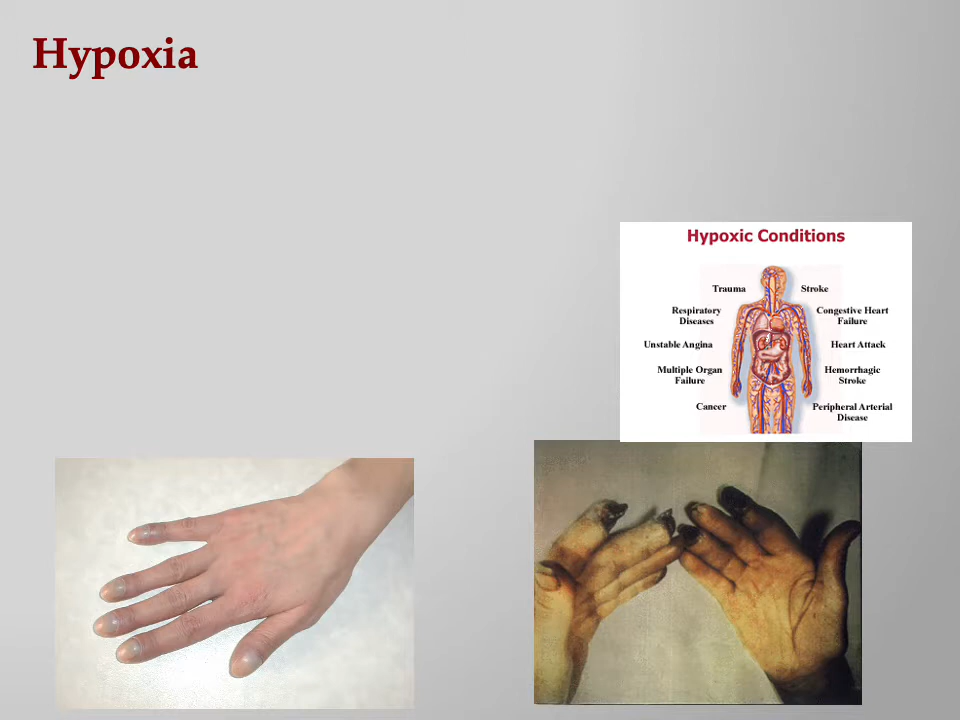 Hypoxia
Hypoxic Conditions
Trauma
Stroke
Respiratory
Diseases
Congestive Heart
Failure
Unstable Angina
Heart Attack
Multiple Organ
Failure
Hemorrhagic
Stroke
Cancer
Peripheral Arterial
Disease